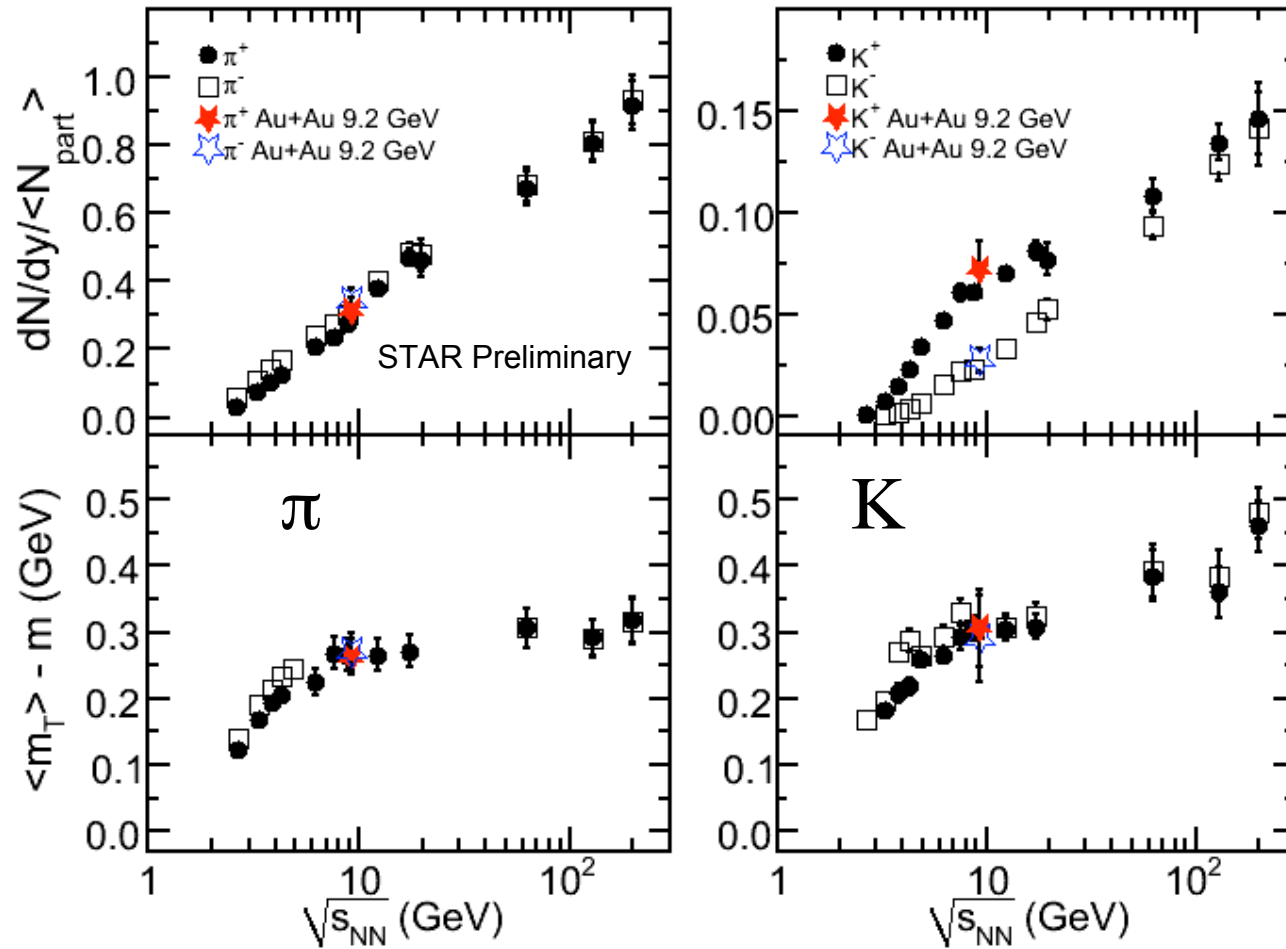 dN/dy/<N_part >
1.0
0.8
0.6
0.4
0.2
0.0
π⁺
π⁻
π⁺ Au+Au 9.2 GeV
π⁻ Au+Au 9.2 GeV
STAR Preliminary
0.15
0.10
0.05
0.00
K⁺
K⁻
K⁺ Au+Au 9.2 GeV
K⁻ Au+Au 9.2 GeV
<m_T> - m (GeV)
0.5
0.4
0.3
0.2
0.1
0.0
π
1 10 10²
√s_NN (GeV)
0.5
0.4
0.3
0.2
0.1
0.0
K
1 10 10²
√s_NN (GeV)